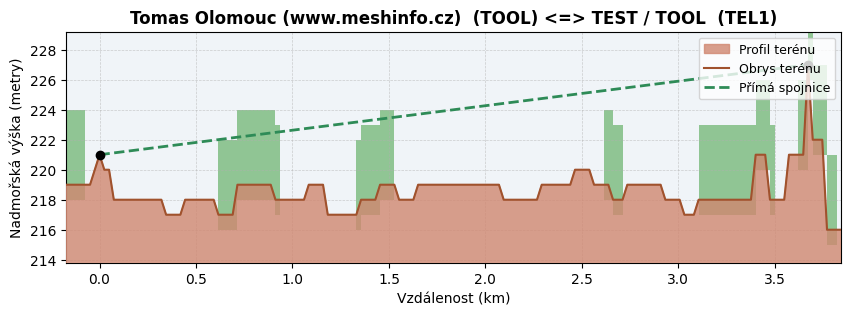 Tomas Olomouc (www.meshinfo.cz)  (TOOL) <=> TEST / TOOL  (TEL1)
Nadmořská výška (metry)
228
226
224
222
220
218
216
214
Profil terénu
Obrys terénu
Přímá spojnice
0.0 0.5 1.0 1.5 2.0 2.5 3.0 3.5
Vzdálenost (km)